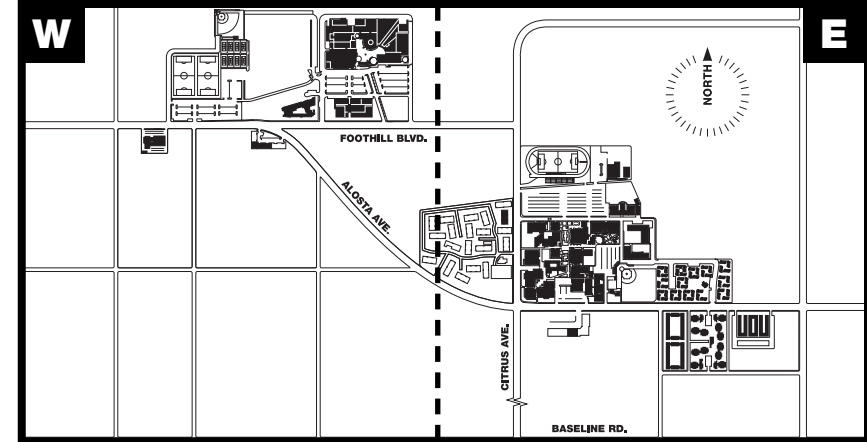 W
E
NORTH
FOOTHILL BLVD.
ALOSTA AVE.
CITRUS AVE.
BASELINE RD.